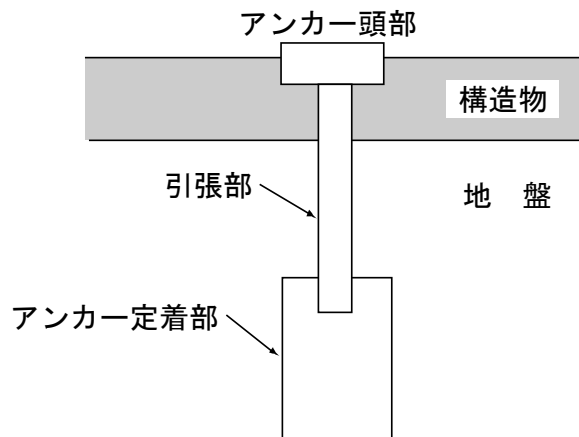 アンカー頭部
構造物
引張部
地　盤
アンカー定着部